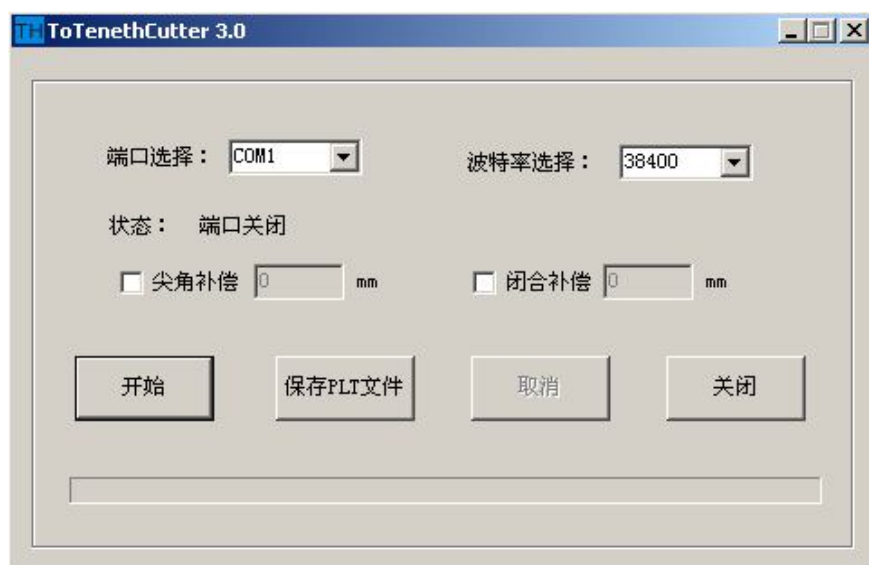 TH ToTenethCutter 3.0
端口选择： COM1 波特率选择： 38400
状态： 端口关闭
尖角补偿 0 mm 闭合补偿 0 mm
开始 保存PLT文件 取消 关闭